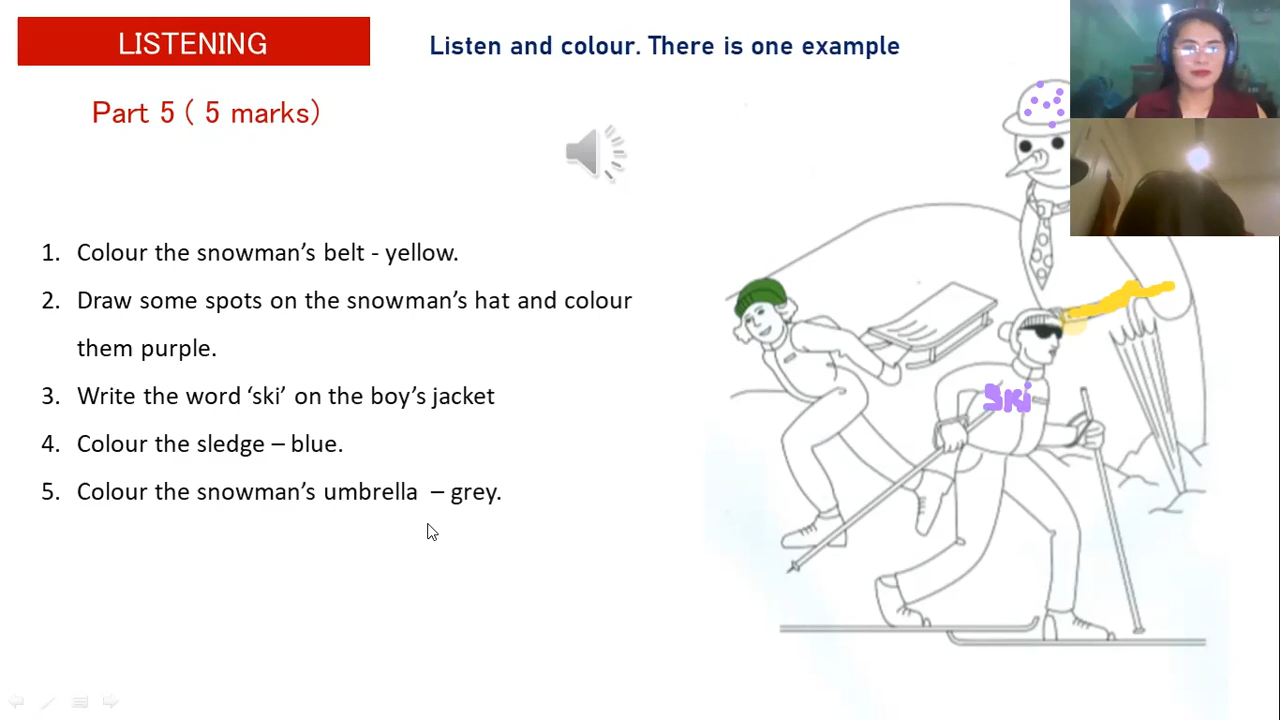 LISTENING
Listen and colour. There is one example
Part 5 ( 5 marks)
1. Colour the snowman’s belt - yellow.
2. Draw some spots on the snowman’s hat and colour
them purple.
3. Write the word ‘ski’ on the boy’s jacket
4. Colour the sledge – blue.
5. Colour the snowman’s umbrella – grey.
Ski